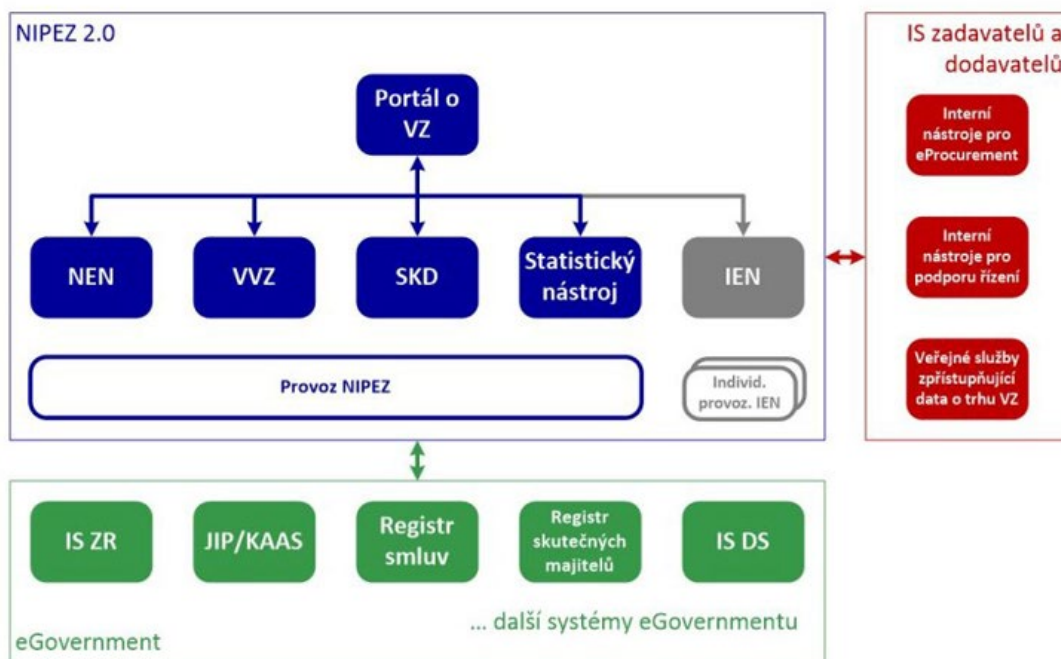 NIPEZ 2.0
Portál o
VZ
NEN
VVZ
SKD
Statistický
nástroj
IEN
Provoz NIPEZ
Individ.
provoz. IEN
IS zadavatelů a
dodavatelů
Interní
nástroje pro
eProcurement
Interní
nástroje pro
podporu řízení
Veřejné služby
zpřístupňující
data o trhu VZ
IS ZR
JIP/KAAS
Registr
smluv
Registr
skutečných
majitelů
IS DS
... další systémy eGovernmentu
eGovernment